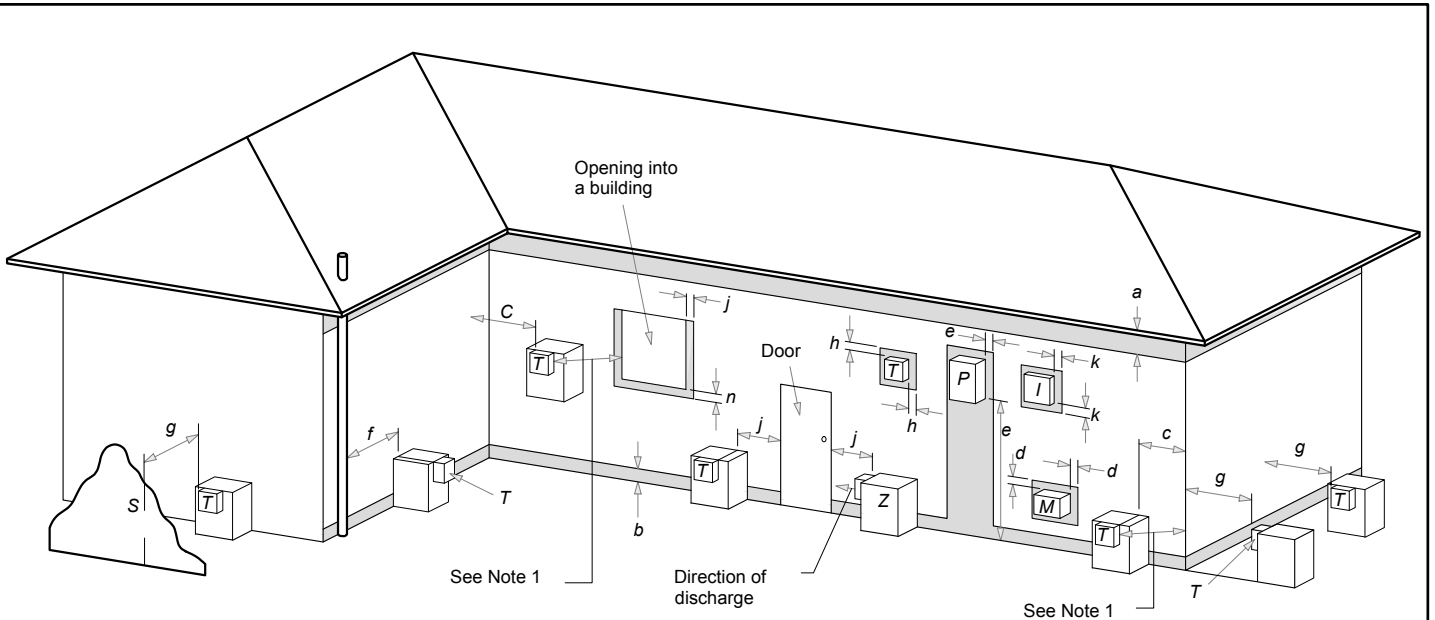 Opening into
a building
a
C
j
e
h
Door
k
T
T
P
I
n
k
g
f
j
h
e
c
j
d
d
g
g
T
S
T
T
Z
M
T
T
b
See Note 1
Direction of
discharge
T
See Note 1